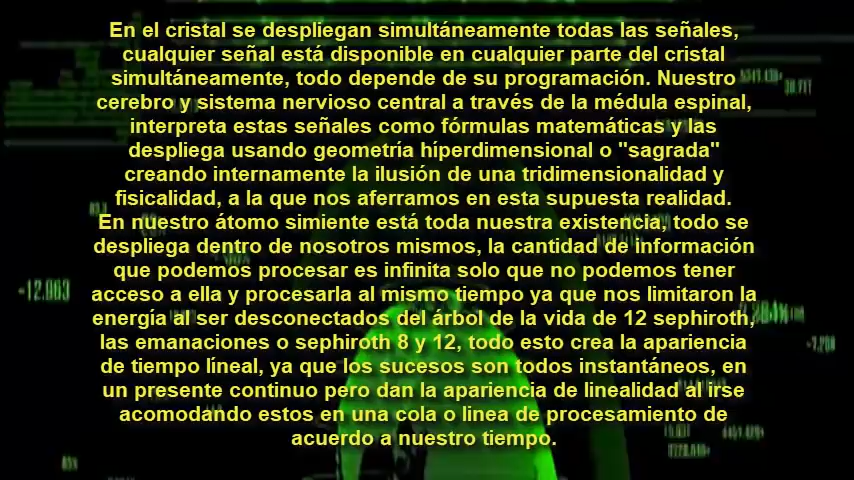 En el cristal se despliegan simultáneamente todas las señales,
cualquier señal está disponible en cualquier parte del cristal
simultáneamente, todo depende de su programación. Nuestro
cerebro y sistema nervioso central a través de la médula espinal,
interpreta estas señales como fórmulas matemáticas y las
despliega usando geometría híperdimensional o "sagrada"
creando internamente la ilusión de una tridimensionalidad y
fisicalidad, a la que nos aferramos en esta supuesta realidad.
En nuestro átomo simiente está toda nuestra existencia, todo se
despliega dentro de nosotros mismos, la cantidad de información
que podemos procesar es infinita solo que no podemos tener
acceso a ella y procesarla al mismo tiempo ya que nos limitaron la
energía al ser desconectados del árbol de la vida de 12 sephiroth,
las emanaciones o sephiroth 8 y 12, todo esto crea la apariencia
de tiempo líneal, ya que los sucesos son todos instantáneos, en
un presente continuo pero dan la apariencia de linealidad al irse
acomodando estos en una cola o linea de procesamiento de
acuerdo a nuestro tiempo.
-12.863